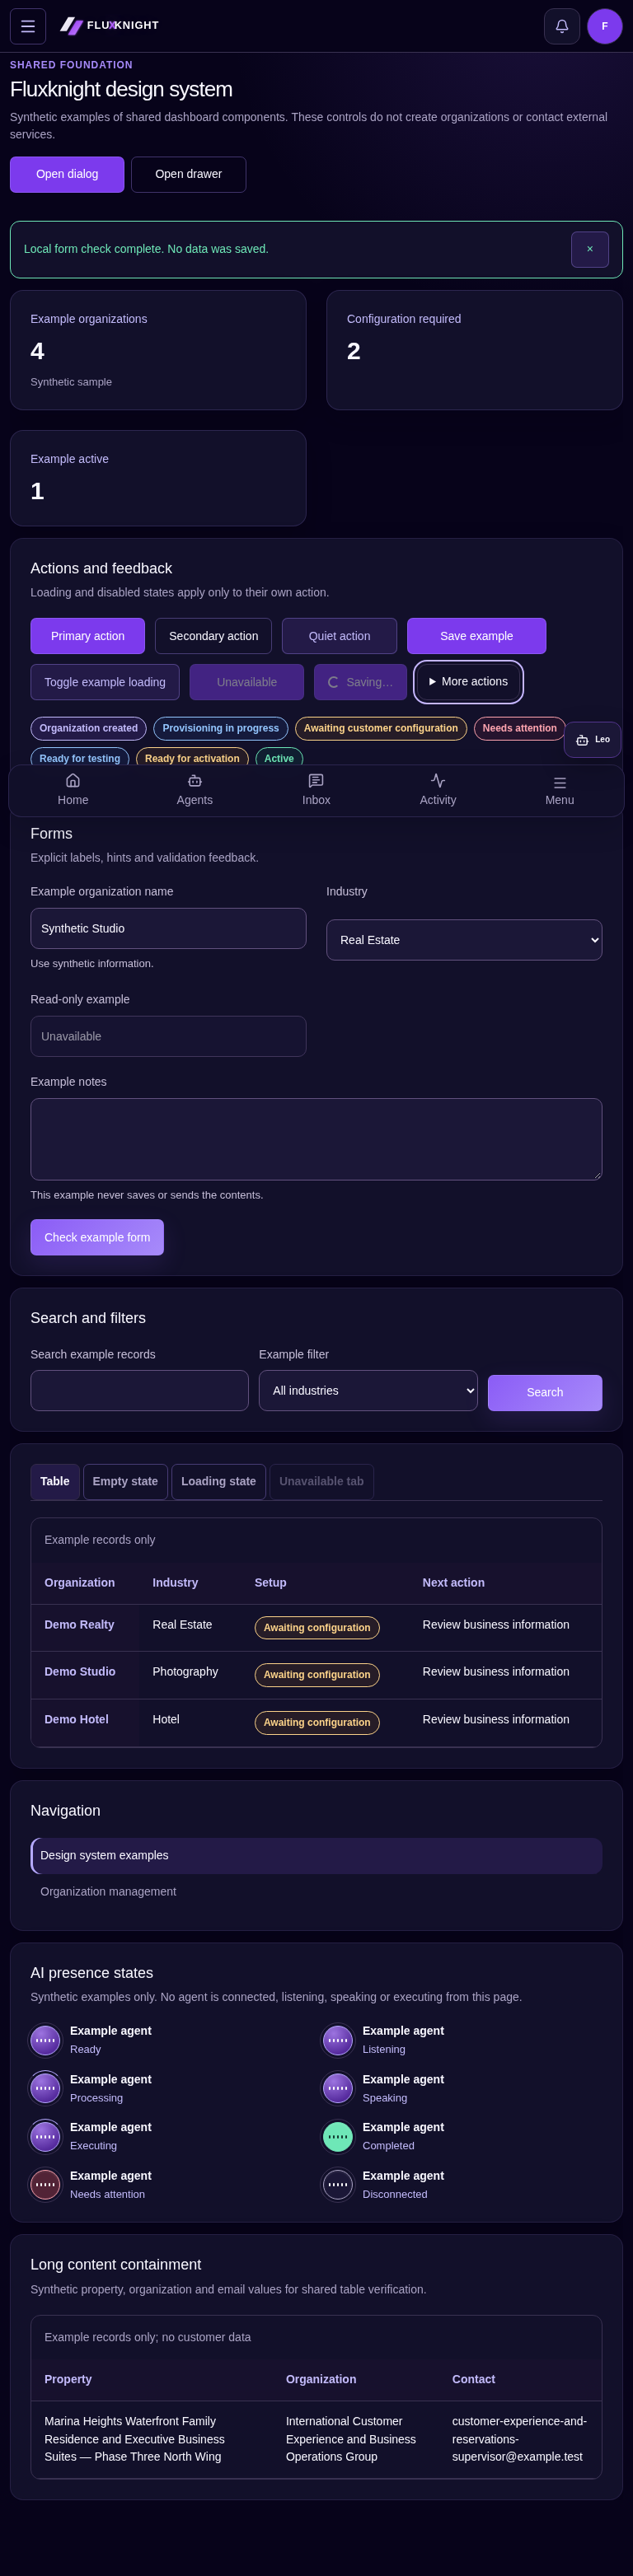 FLUXKNIGHT
F
SHARED FOUNDATION
Fluxknight design system
Synthetic examples of shared dashboard components. These controls do not create organizations or contact external
services.
Open dialog
Open drawer
Local form check complete. No data was saved.
×
Example organizations
4
Synthetic sample
Configuration required
2
Example active
1
Actions and feedback
Loading and disabled states apply only to their own action.
Primary action
Secondary action
Quiet action
Save example
Toggle example loading
Unavailable
Saving…
More actions
Organization created
Provisioning in progress
Awaiting customer configuration
Needs attention
Leo
Ready for testing
Ready for activation
Active
Home
Agents
Inbox
Activity
Menu
Forms
Explicit labels, hints and validation feedback.
Example organization name
Synthetic Studio
Use synthetic information.
Industry
Real Estate
Read-only example
Unavailable
Example notes
This example never saves or sends the contents.
Check example form
Search and filters
Search example records
Example filter
All industries
Search
Table
Empty state
Loading state
Unavailable tab
Example records only
Organization Industry Setup Next action
Demo Realty Real Estate Awaiting configuration Review business information
Demo Studio Photography Awaiting configuration Review business information
Demo Hotel Hotel Awaiting configuration Review business information
Navigation
Design system examples
Organization management
AI presence states
Synthetic examples only. No agent is connected, listening, speaking or executing from this page.
Example agent
Ready
Example agent
Listening
Example agent
Processing
Example agent
Speaking
Example agent
Executing
Example agent
Completed
Example agent
Needs attention
Example agent
Disconnected
Long content containment
Synthetic property, organization and email values for shared table verification.
Example records only; no customer data
Property Organization Contact
Marina Heights Waterfront Family
Residence and Executive Business
Suites — Phase Three North Wing
International Customer
Experience and Business
Operations Group
customer-experience-and-
reservations-
supervisor@example.test